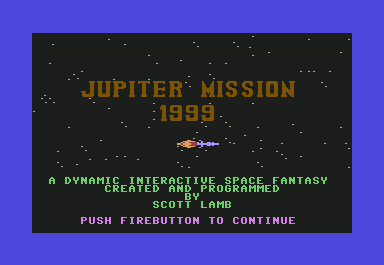 JUPITER MISSION
1999
A DYNAMIC INTERACTIVE SPACE FANTASY
CREATED AND PROGRAMMED
BY
SCOTT LAMB
PUSH FIREBUTTON TO CONTINUE